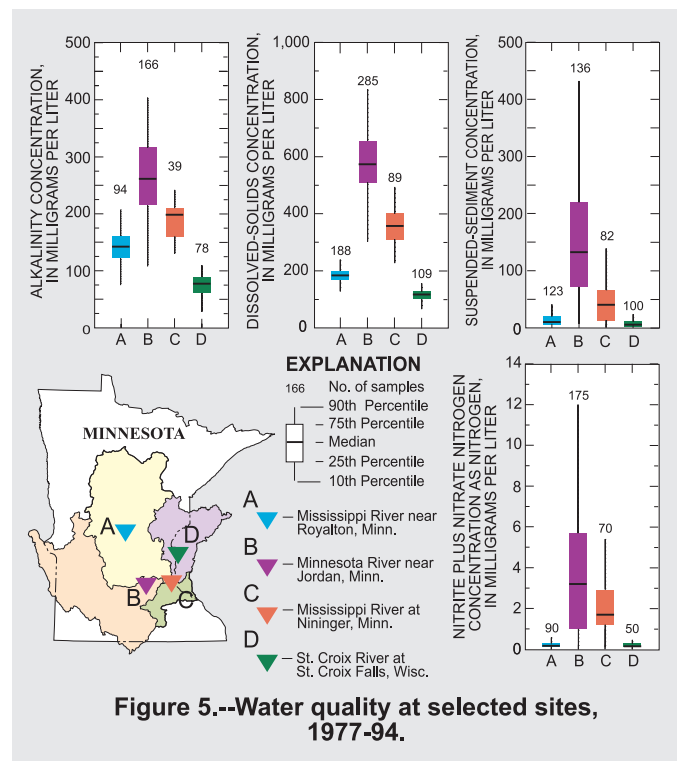 ALKALINITY CONCENTRATION,
IN MILLIGRAMS PER LITER
500
400
300
200
100
0
94
166
39
78
A
B
C
D
DISSOLVED-SOLIDS CONCENTRATION,
IN MILLIGRAMS PER LITER
1,000
800
600
400
200
0
188
285
89
109
A
B
C
D
SUSPENDED-SEDIMENT CONCENTRATION,
IN MILLIGRAMS PER LITER
500
400
300
200
100
0
123
136
82
100
A
B
C
D
EXPLANATION
166 No. of samples
90th Percentile
75th Percentile
Median
25th Percentile
10th Percentile
MINNESOTA
A
B
C
D
A
Mississippi River near
Royalton, Minn.
B
Minnesota River near
Jordan, Minn.
C
Mississippi River at
Nininger, Minn.
D
St. Croix River at
St. Croix Falls, Wisc.
NITRITE PLUS NITRATE NITROGEN
CONCENTRATION AS NITROGEN,
IN MILLIGRAMS PER LITER
14
12
10
8
6
4
2
0
90
175
70
50
A
B
C
D
Figure 5.--Water quality at selected sites,
1977-94.